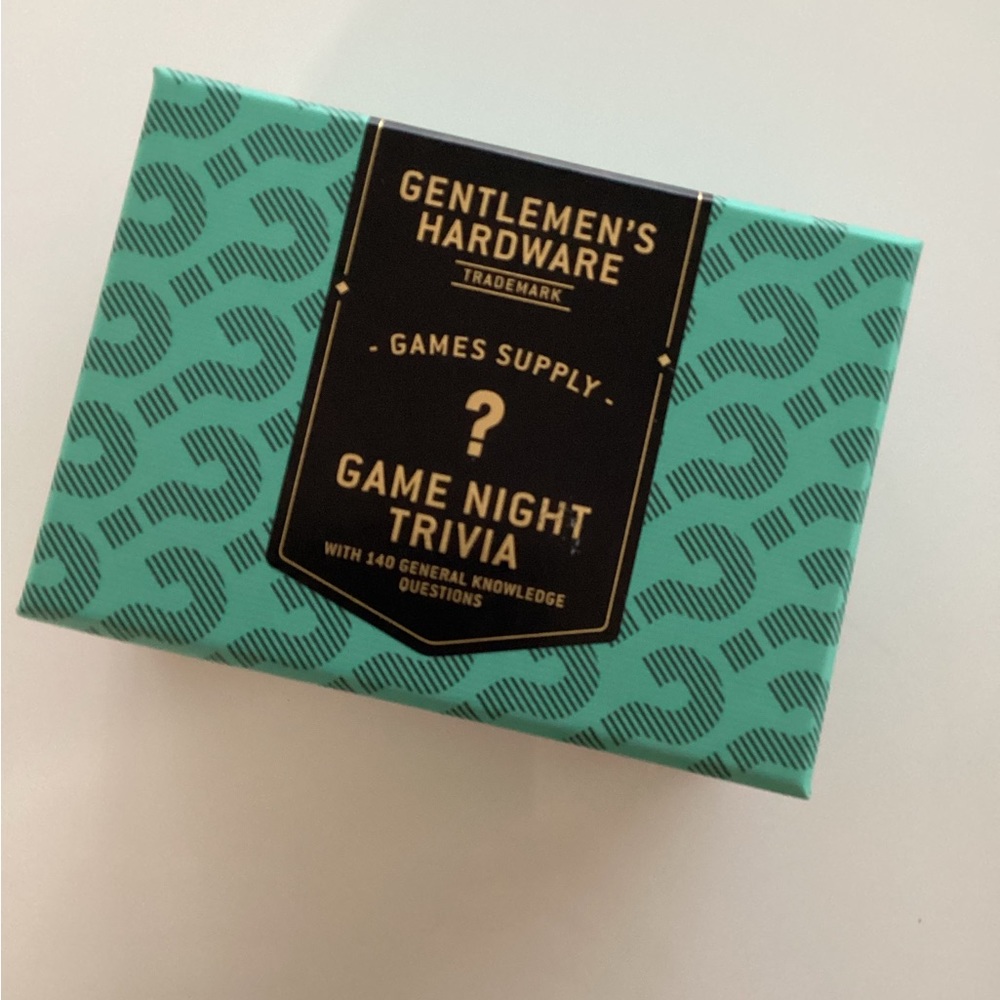 GENTLEMEN'S
HARDWARE
TRADEMARK
- GAMES SUPPLY -
?
GAME NIGHT
TRIVIA
WITH 140 GENERAL KNOWLEDGE
QUESTIONS